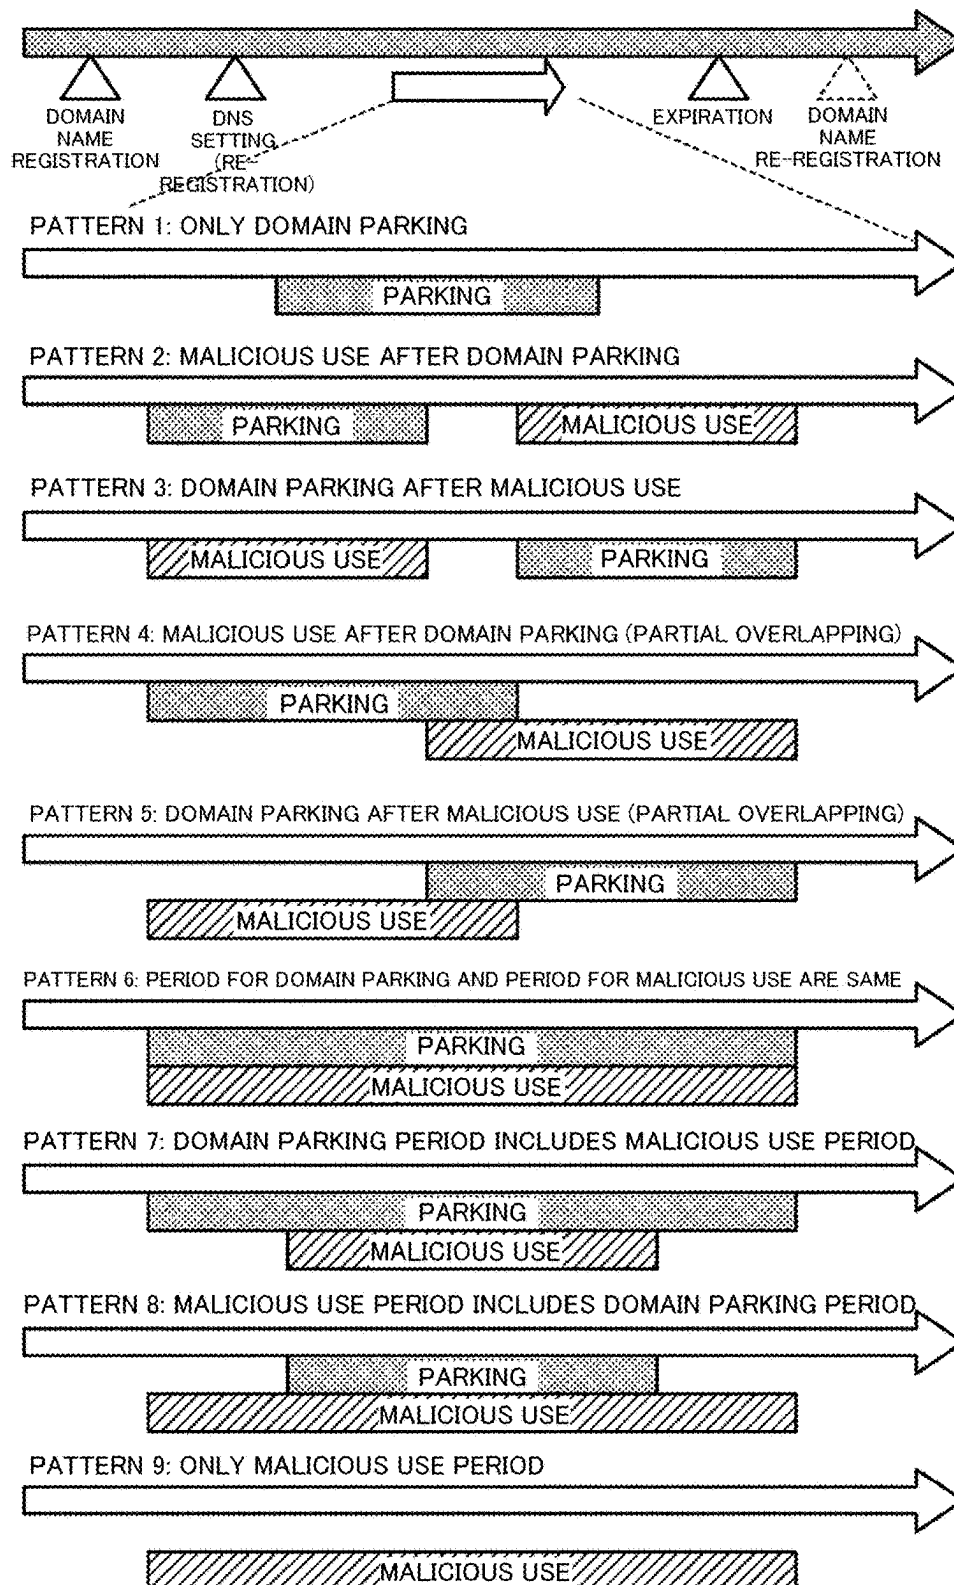 DOMAIN
NAME
REGISTRATION
DNS
SETTING
(RE-
REGISTRATION)
EXPIRATION
DOMAIN
NAME
RE-REGISTRATION
PATTERN 1: ONLY DOMAIN PARKING
PARKING
PATTERN 2: MALICIOUS USE AFTER DOMAIN PARKING
PARKING
MALICIOUS USE
PATTERN 3: DOMAIN PARKING AFTER MALICIOUS USE
MALICIOUS USE
PARKING
PATTERN 4: MALICIOUS USE AFTER DOMAIN PARKING (PARTIAL OVERLAPPING)
PARKING
MALICIOUS USE
PATTERN 5: DOMAIN PARKING AFTER MALICIOUS USE (PARTIAL OVERLAPPING)
PARKING
MALICIOUS USE
PATTERN 6: PERIOD FOR DOMAIN PARKING AND PERIOD FOR MALICIOUS USE ARE SAME
PARKING
MALICIOUS USE
PATTERN 7: DOMAIN PARKING PERIOD INCLUDES MALICIOUS USE PERIOD
PARKING
MALICIOUS USE
PATTERN 8: MALICIOUS USE PERIOD INCLUDES DOMAIN PARKING PERIOD
PARKING
MALICIOUS USE
PATTERN 9: ONLY MALICIOUS USE PERIOD
MALICIOUS USE